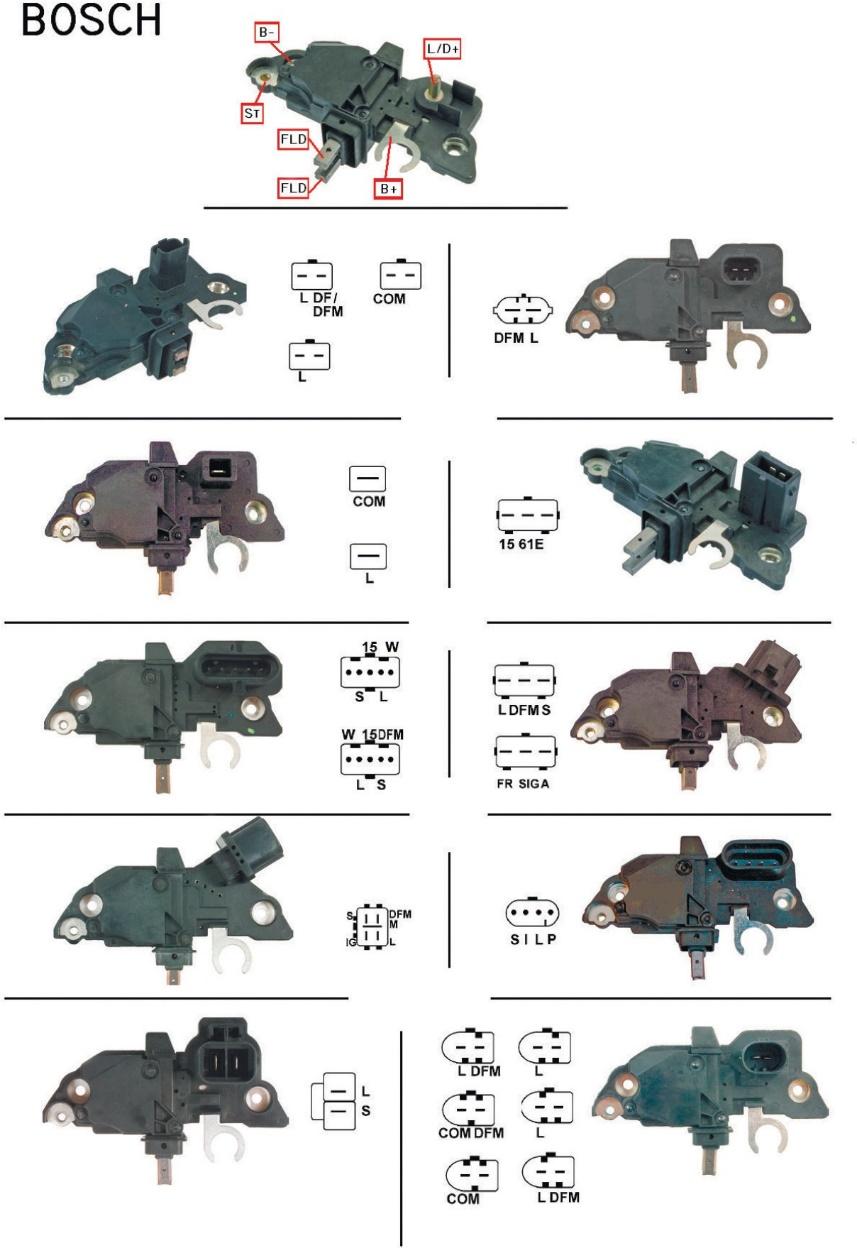 BOSCH
B-
L/D+
ST
FLD
FLD
B+
L DF/
DFM
COM
L
DFM L
COM
L
15 61E
15 W
S L
W 15DFM
L S
L DFM S
FR SIGA
S DFM
M
IG L
S I L P
L
S
L DFM
L
COM DFM
L
COM
L DFM